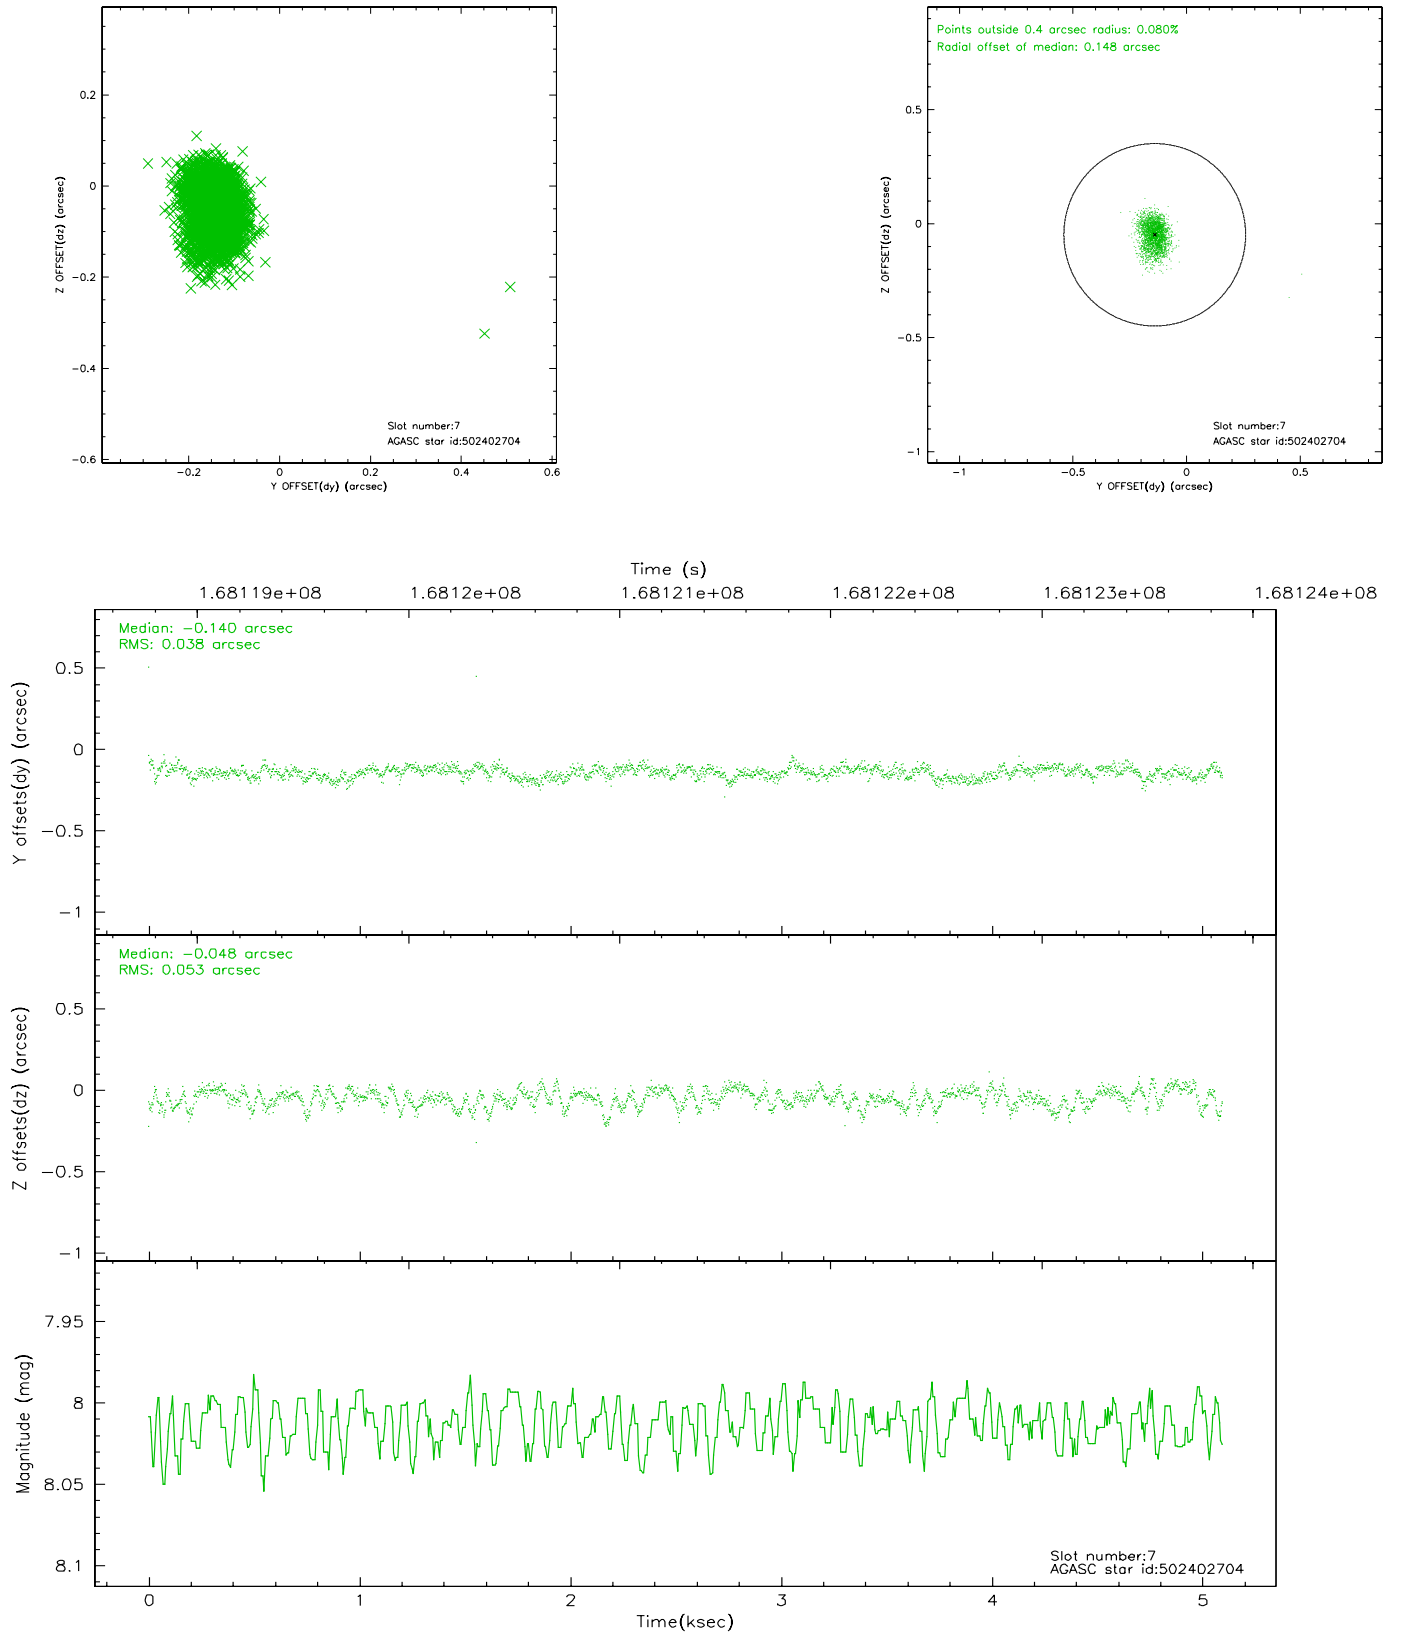 0.2
0
−0.2
−0.4
−0.6
Z OFFSET(dz) (arcsec)
Slot number:7
AGASC star id:502402704
−0.2 0 0.2 0.4 0.6
Y OFFSET(dy) (arcsec)
Points outside 0.4 arcsec radius: 0.080%
Radial offset of median: 0.148 arcsec
0.5
0
−0.5
−1
Z OFFSET(dz) (arcsec)
Slot number:7
AGASC star id:502402704
−1 −0.5 0 0.5
Y OFFSET(dy) (arcsec)
Time (s)
1.68119e+08 1.6812e+08 1.68121e+08 1.68122e+08 1.68123e+08 1.68124e+08
Median: −0.140 arcsec
RMS: 0.038 arcsec
0.5
0
−0.5
−1
Y offsets(dy) (arcsec)
Median: −0.048 arcsec
RMS: 0.053 arcsec
0.5
0
−0.5
−1
Z offsets(dz) (arcsec)
7.95
8
8.05
8.1
Magnitude (mag)
Slot number:7
AGASC star id:502402704
0 1 2 3 4 5
Time(ksec)